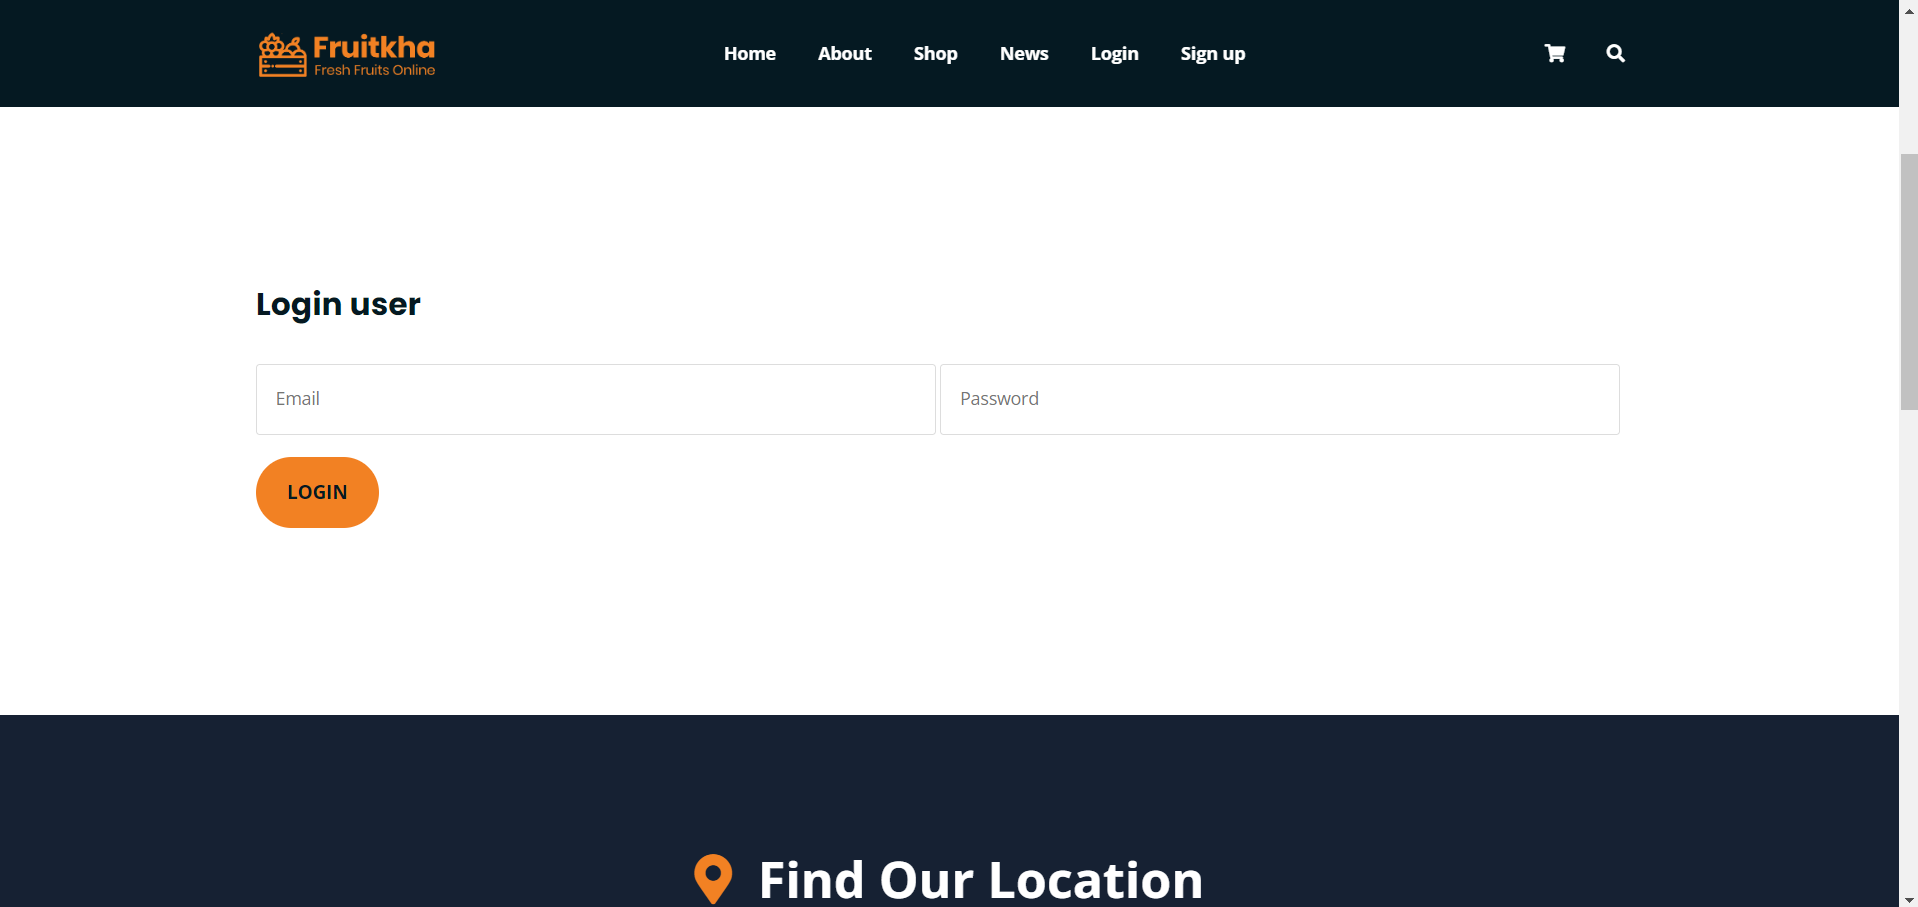 Fruitkha
Fresh Fruits Online
Home About Shop News Login Sign up
Login user
Email Password
LOGIN
Find Our Location